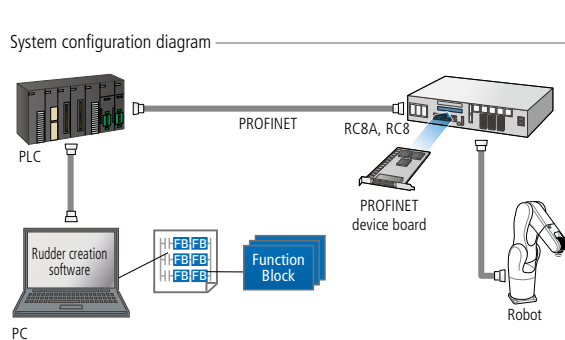 System configuration diagram
PROFINET
RC8A, RC8
PLC
PROFINET
device board
Rudder creation
software
FB FB
FB FB
FB FB
Function
Block
Robot
PC